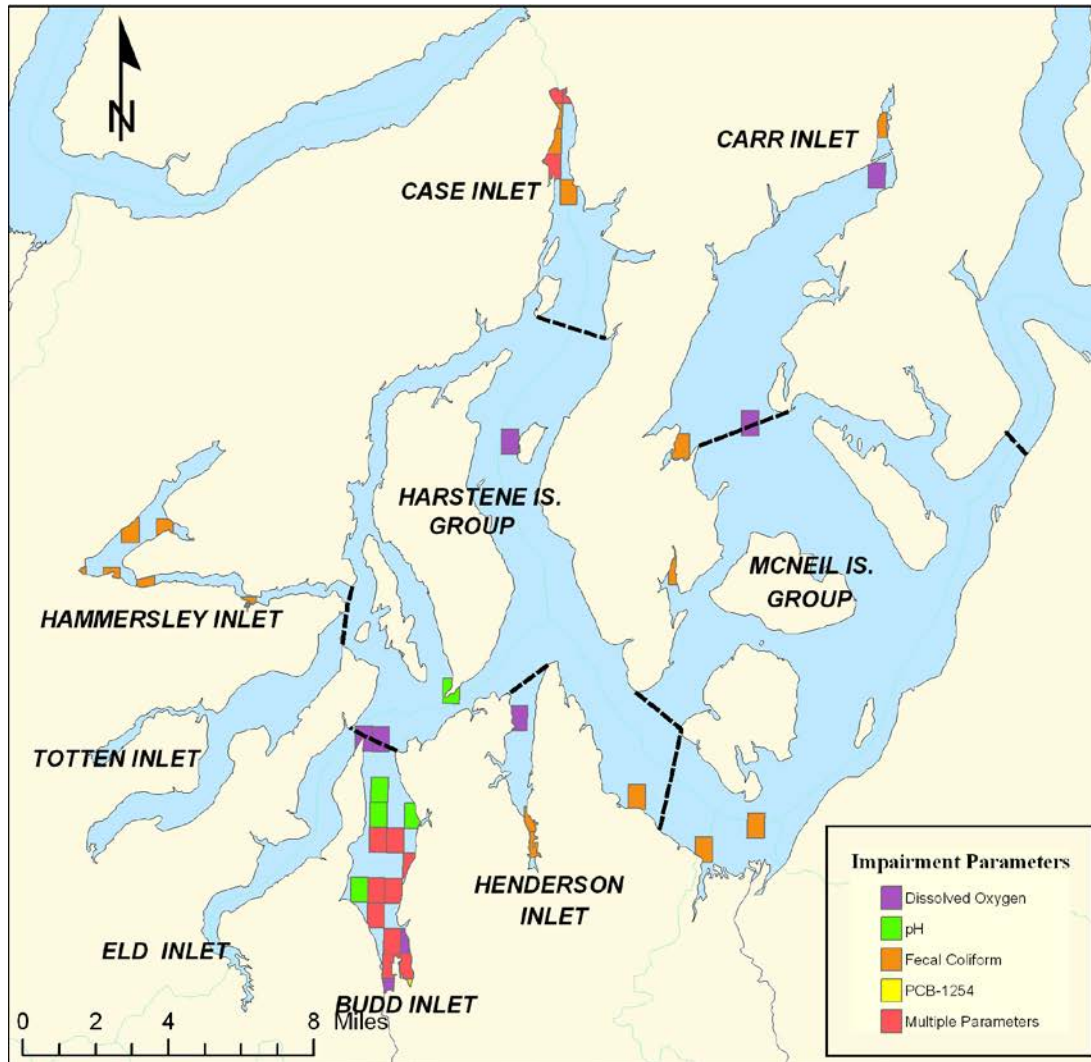 N
CARR INLET
CASE INLET
HARSTENE IS.
GROUP
MCNEIL IS.
GROUP
HAMMERSLEY INLET
TOTTEN INLET
HENDERSON
INLET
ELD INLET
BUDD INLET
0 2 4 8 Miles
Impairment Parameters
Dissolved Oxygen
pH
Fecal Coliform
PCB-1254
Multiple Parameters